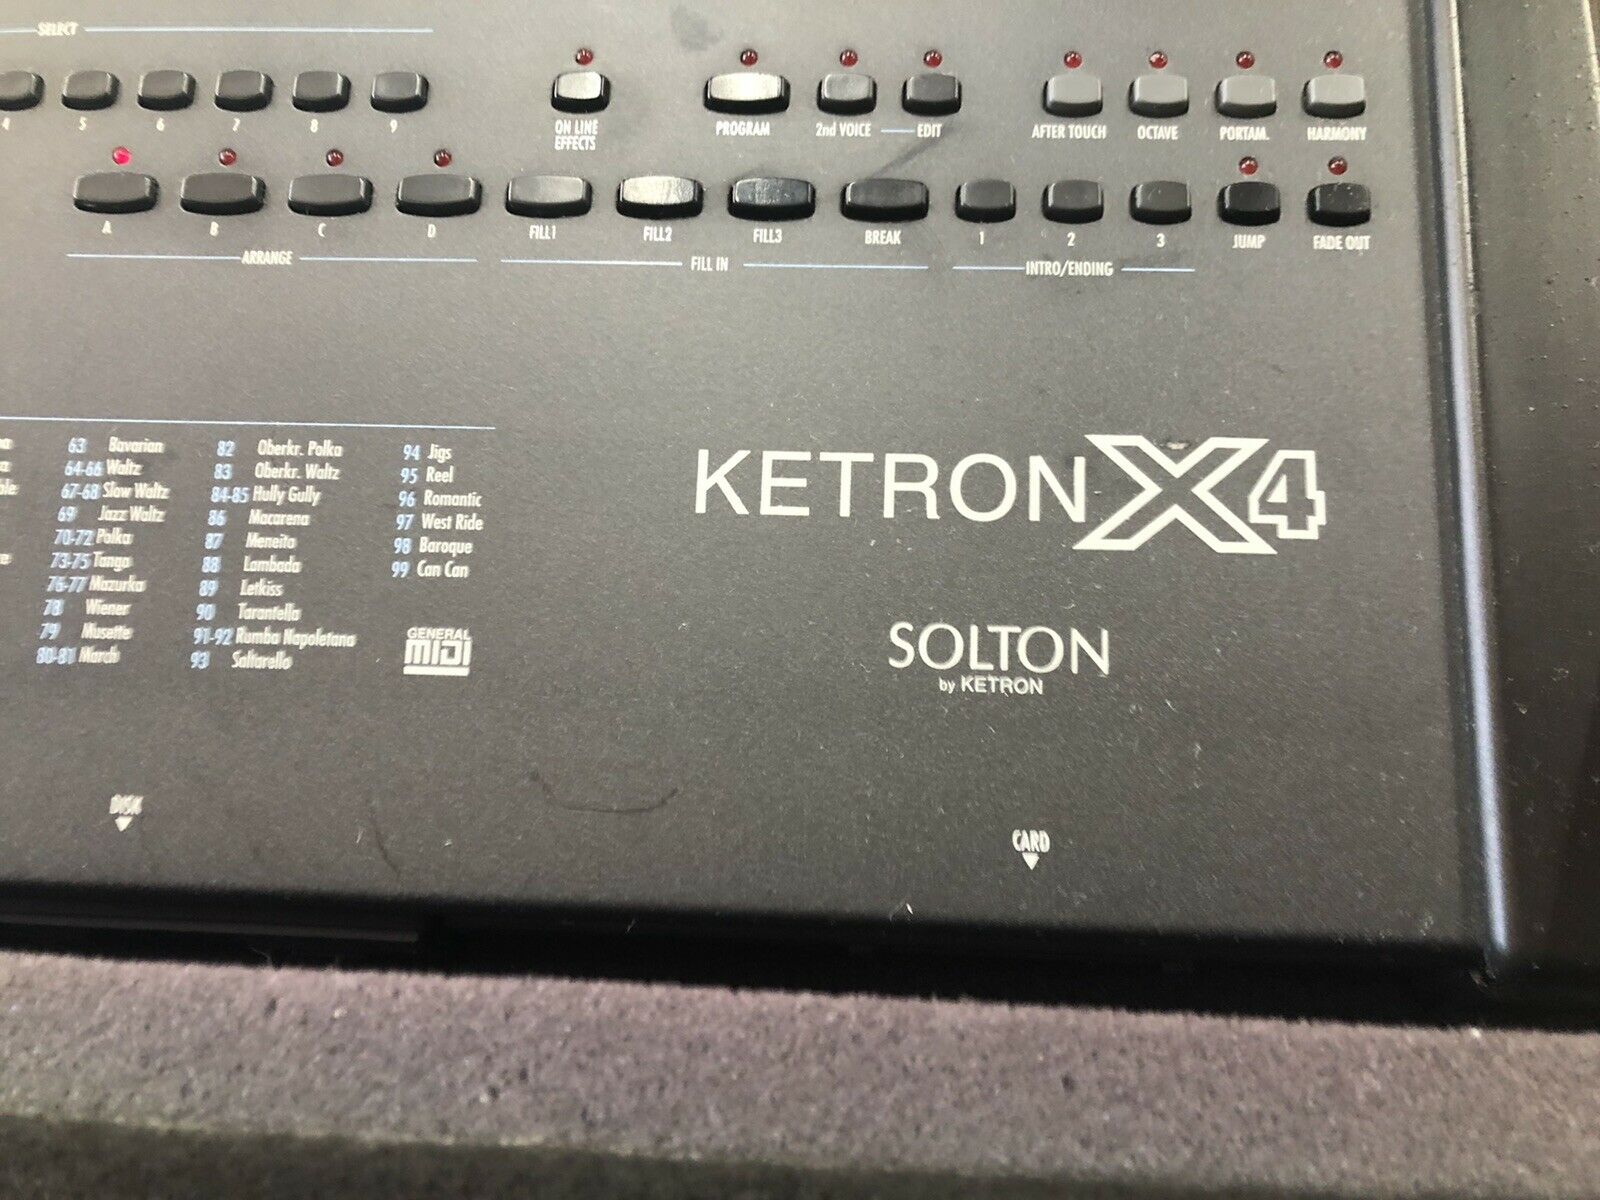 SELECT
4 5 6 7 8 9
ON LINE
EFFECTS
PROGRAM
2nd VOICE
EDIT
AFTER TOUCH
OCTAVE
PORTAM.
HARMONY
A B C D
FILL1 FILL2 FILL3 BREAK
1 2 3
JUMP
FADE OUT
ARRANGE
FILL IN
INTRO/ENDING
63 Bavarian
64-66 Waltz
67-68 Slow Waltz
69 Jazz Waltz
70-72 Polka
73-75 Tango
76-77 Mazurka
78 Wiener
79 Musette
80-81 March
82 Oberkr. Polka
83 Oberkr. Waltz
84-85 Hully Gully
86 Macarena
87 Meneito
88 Lambada
89 Letkiss
90 Tarantella
91-92 Rumba Napoletana
93 Saltarello
94 Jigs
95 Reel
96 Romantic
97 West Ride
98 Baroque
99 Can Can
GENERAL
MIDI
KETRON X4
SOLTON
by KETRON
DISK
CARD